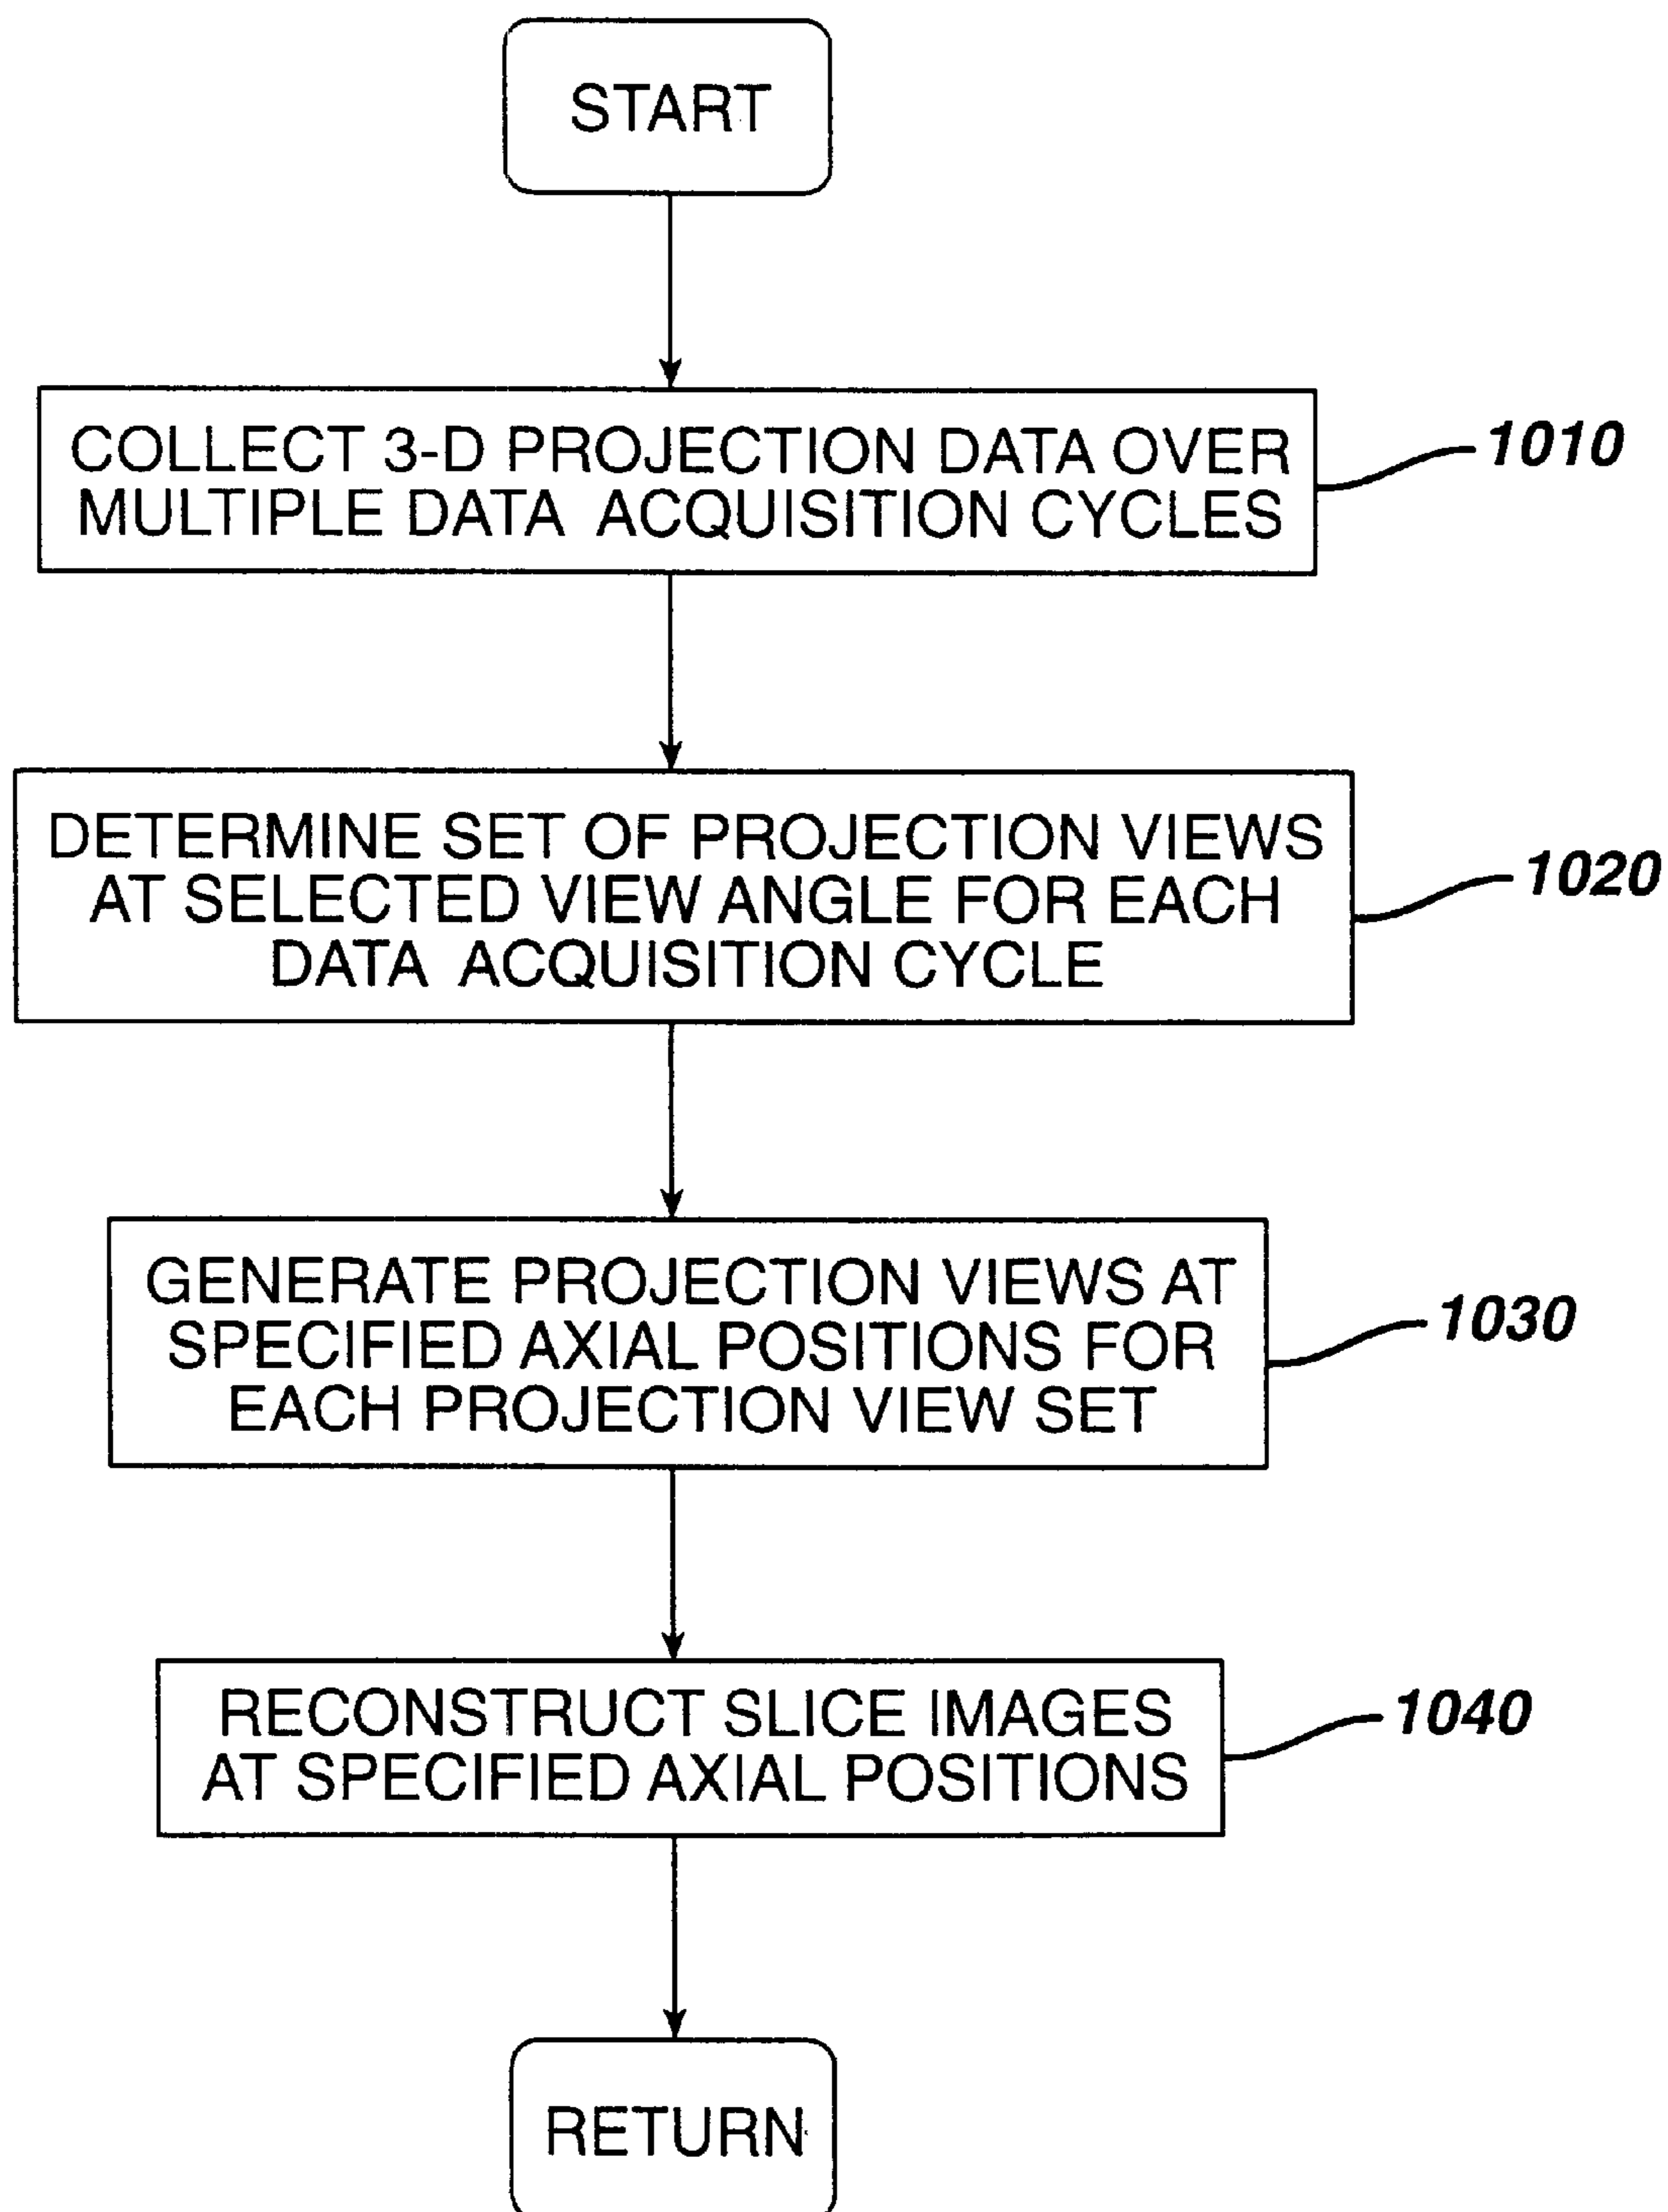 START
COLLECT 3-D PROJECTION DATA OVER
MULTIPLE DATA ACQUISITION CYCLES
1010
DETERMINE SET OF PROJECTION VIEWS
AT SELECTED VIEW ANGLE FOR EACH
DATA ACQUISITION CYCLE
1020
GENERATE PROJECTION VIEWS AT
SPECIFIED AXIAL POSITIONS FOR
EACH PROJECTION VIEW SET
1030
RECONSTRUCT SLICE IMAGES
AT SPECIFIED AXIAL POSITIONS
1040
RETURN